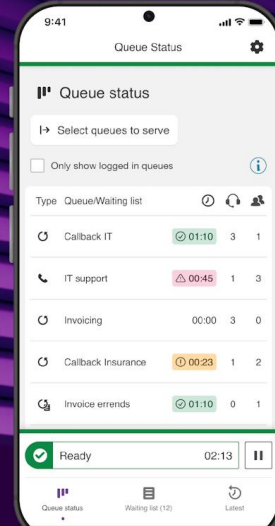 9:41
Queue Status
Queue status
Select queues to serve
Only show logged in queues
Type Queue/Waiting list
Callback IT 01:10 3 1
IT support 00:45 1 3
Invoicing 00:00 3 0
Callback Insurance 00:23 1 2
Invoice errends 01:10 0 1
Ready 02:13
Queue status Waiting list (12) Latest